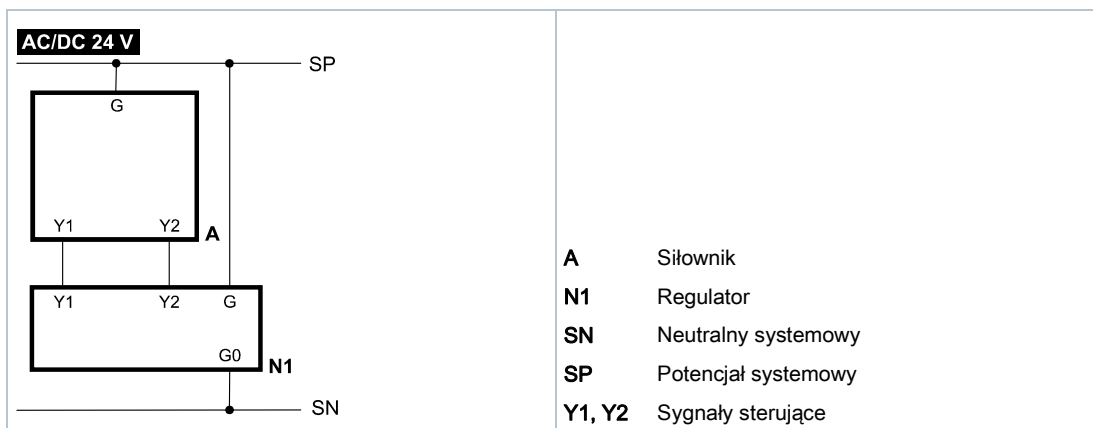 AC/DC 24 V
SP
G
Y1 Y2
A
Y1 Y2 G
G0
N1
SN
A Siłownik
N1 Regulator
SN Neutralny systemowy
SP Potencjał systemowy
Y1, Y2 Sygnały sterujące